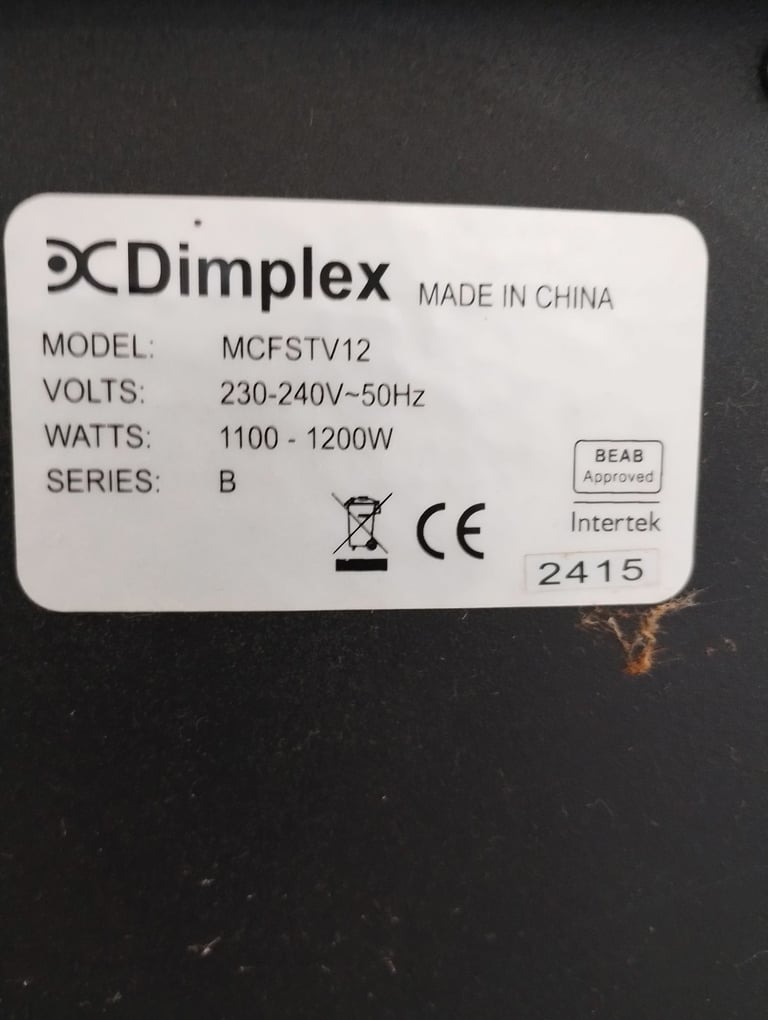 Dimplex MADE IN CHINA
MODEL: MCFSTV12
VOLTS: 230-240V~50Hz
WATTS: 1100 - 1200W
SERIES: B
BEAB
Approved
CE
Intertek
2415